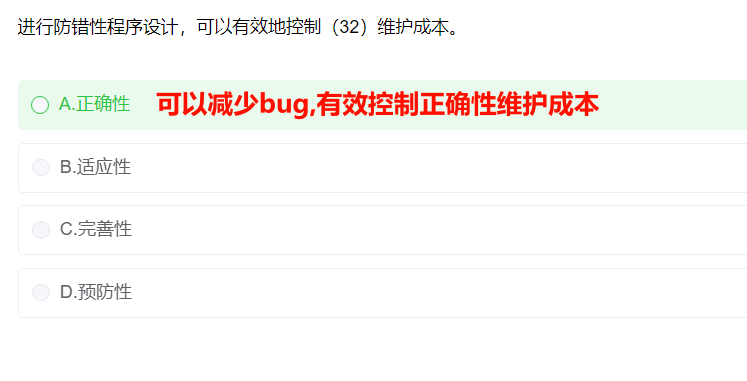 进行防错性程序设计，可以有效地控制（32）维护成本。
A.正确性 可以减少bug,有效控制正确性维护成本
B.适应性
C.完善性
D.预防性